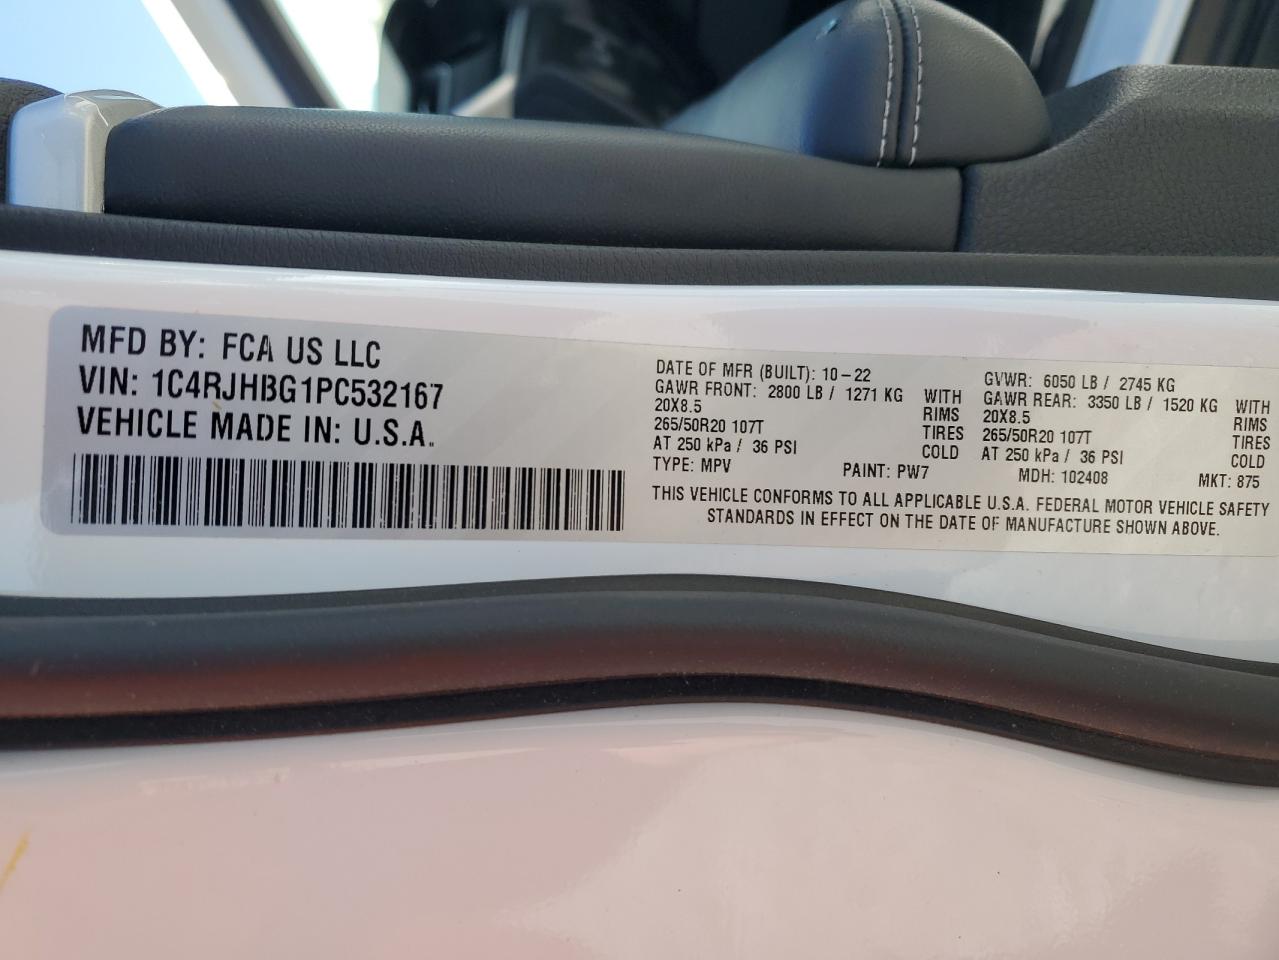 MFD BY: FCA US LLC
VIN: 1C4RJHBG1PC532167
VEHICLE MADE IN: U.S.A.
DATE OF MFR (BUILT): 10-22
GAWR FRONT: 2800 LB / 1271 KG WITH
20X8.5 RIMS
265/50R20 107T TIRES
AT 250 kPa / 36 PSI COLD
TYPE: MPV PAINT: PW7
GVWR: 6050 LB / 2745 KG
GAWR REAR: 3350 LB / 1520 KG WITH
20X8.5 RIMS
265/50R20 107T TIRES
AT 250 kPa / 36 PSI COLD
MDH: 102408 MKT: 875
THIS VEHICLE CONFORMS TO ALL APPLICABLE U.S.A. FEDERAL MOTOR VEHICLE SAFETY
STANDARDS IN EFFECT ON THE DATE OF MANUFACTURE SHOWN ABOVE.